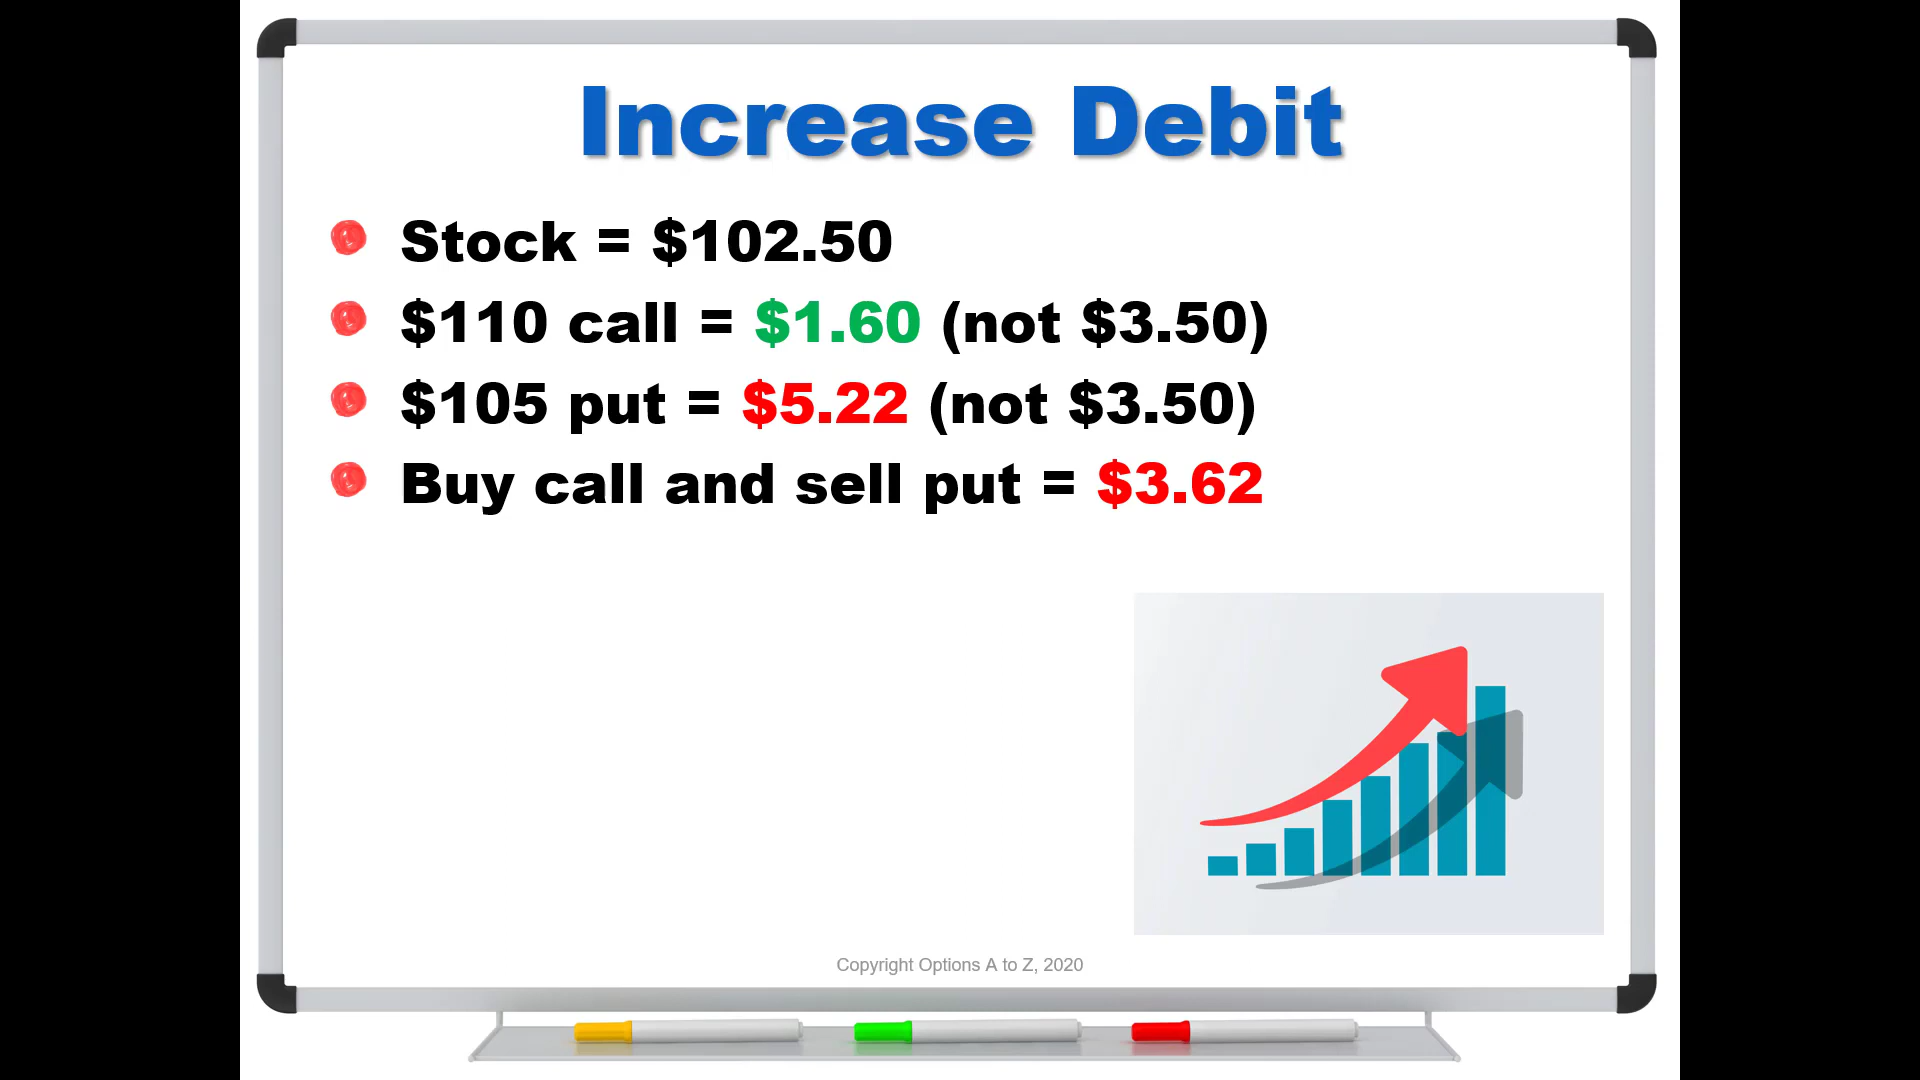 Increase Debit
Stock = $102.50
$110 call = $1.60 (not $3.50)
$105 put = $5.22 (not $3.50)
Buy call and sell put = $3.62
Copyright Options A to Z, 2020